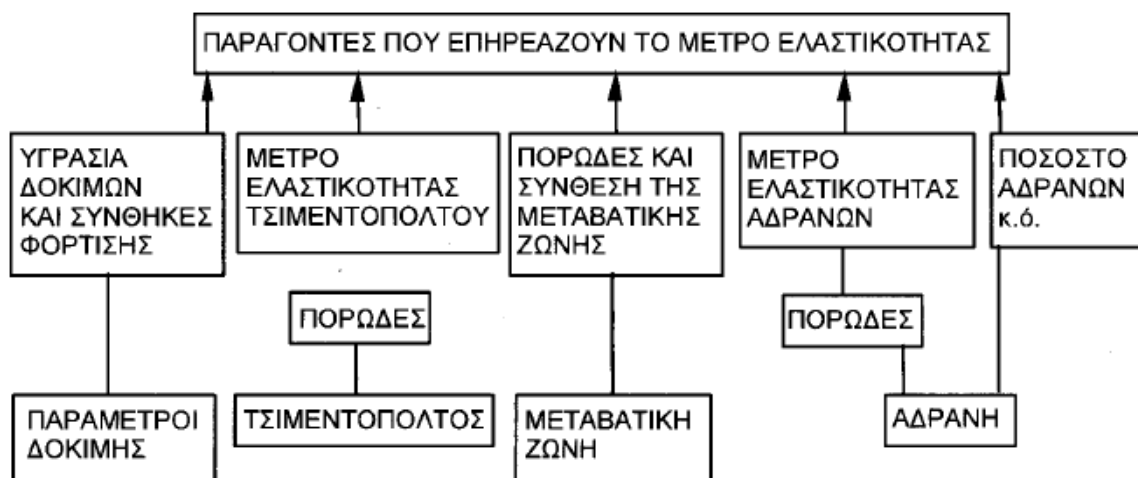 ΠΑΡΑΓΟΝΤΕΣ ΠΟΥ ΕΠΗΡΕΑΖΟΥΝ ΤΟ ΜΕΤΡΟ ΕΛΑΣΤΙΚΟΤΗΤΑΣ
ΥΓΡΑΣΙΑ
ΔΟΚΙΜΩΝ
ΚΑΙ ΣΥΝΘΗΚΕΣ
ΦΟΡΤΙΣΗΣ
ΜΕΤΡΟ
ΕΛΑΣΤΙΚΟΤΗΤΑΣ
ΤΣΙΜΕΝΤΟΠΟΛΤΟΥ
ΠΟΡΩΔΕΣ ΚΑΙ
ΣΥΝΘΕΣΗ ΤΗΣ
ΜΕΤΑΒΑΤΙΚΗΣ
ΖΩΝΗΣ
ΜΕΤΡΟ
ΕΛΑΣΤΙΚΟΤΗΤΑΣ
ΑΔΡΑΝΩΝ
ΠΟΣΟΣΤΟ
ΑΔΡΑΝΩΝ
κ.ό.
ΠΟΡΩΔΕΣ
ΠΟΡΩΔΕΣ
ΠΑΡΑΜΕΤΡΟΙ
ΔΟΚΙΜΗΣ
ΤΣΙΜΕΝΤΟΠΟΛΤΟΣ
ΜΕΤΑΒΑΤΙΚΗ
ΖΩΝΗ
ΑΔΡΑΝΗ